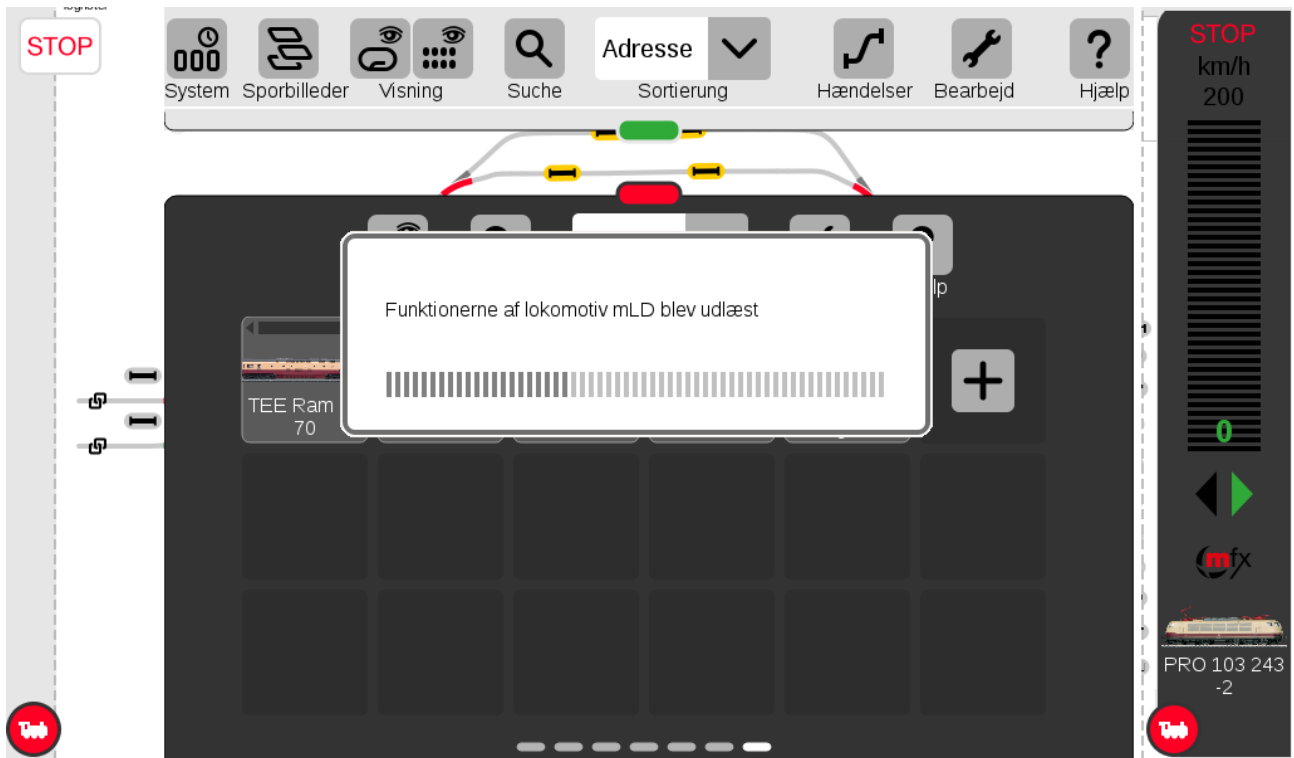 STOP
System
Sporbilleder
Visning
Suche
Adresse
Sortierung
Hændelser
Bearbejd
?
Hjælp
STOP
km/h
200
lp
Funktionerne af lokomotiv mLD blev udlæst
TEE Ram
70
0
mfx
PRO 103 243
-2